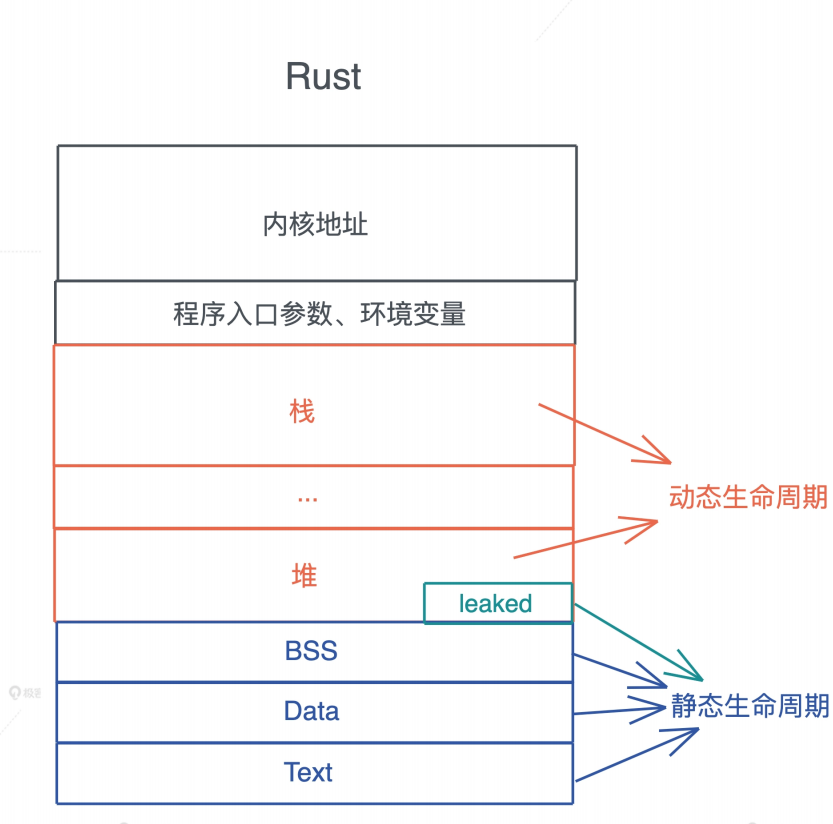 Rust
内核地址
程序入口参数、环境变量
栈
...
动态生命周期
堆
leaked
BSS
Data
静态生命周期
Text